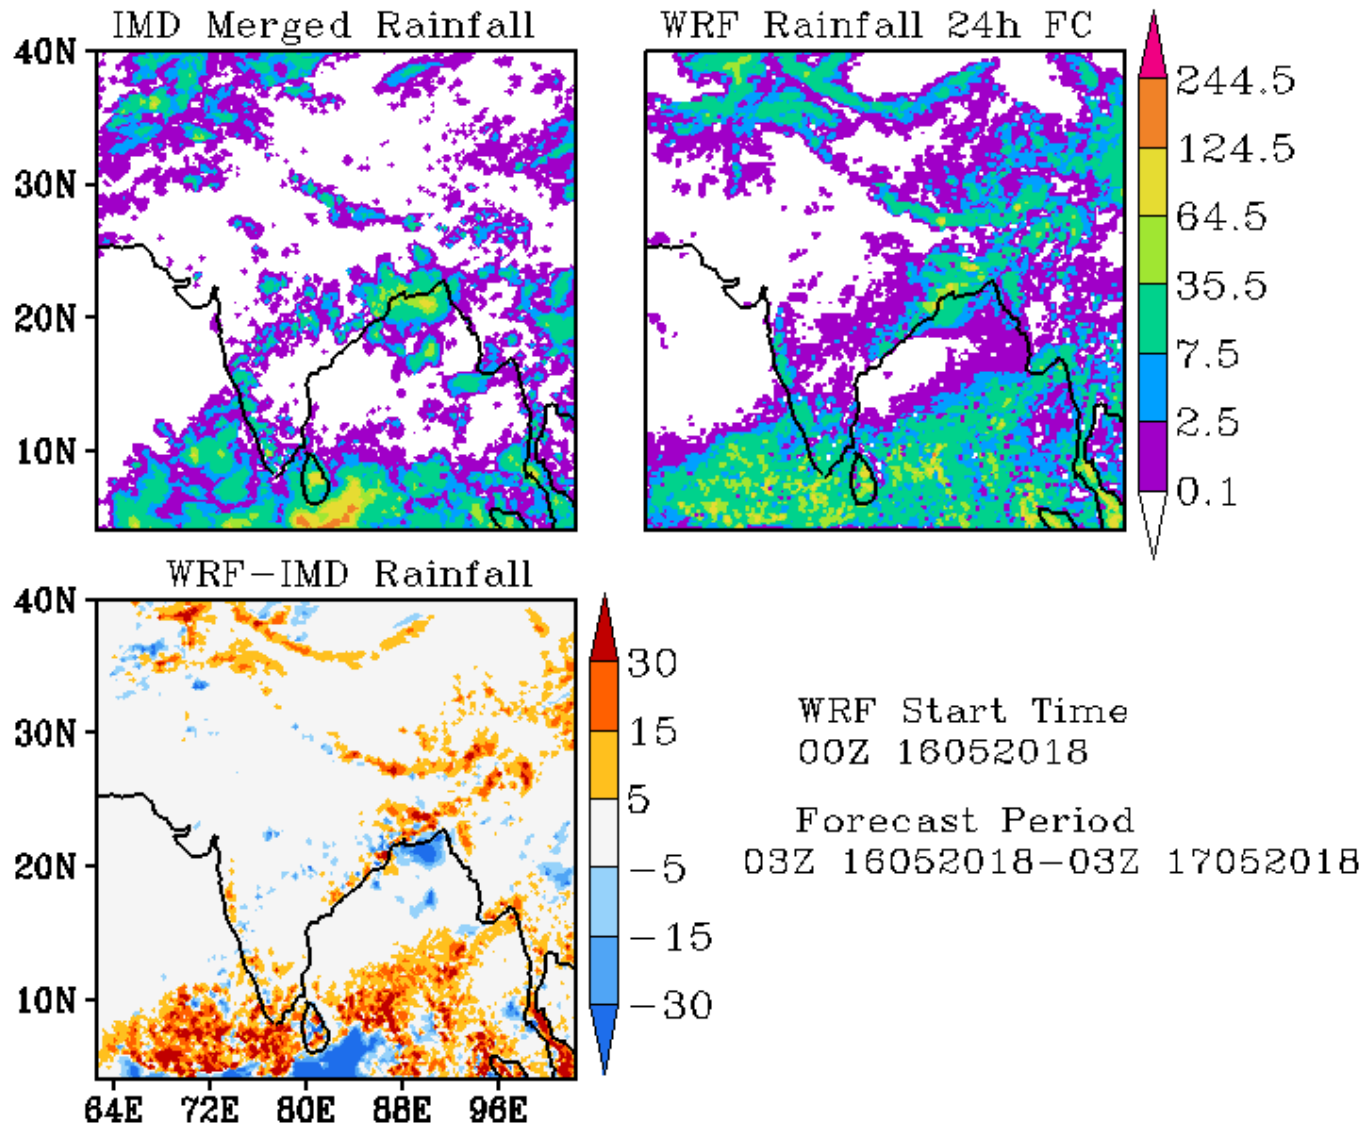 IMD Merged Rainfall
WRF Rainfall 24h FC
40N
30N
20N
10N
244.5
124.5
64.5
35.5
7.5
2.5
0.1
WRF-IMD Rainfall
40N
30N
20N
10N
64E 72E 80E 88E 96E
30
15
5
-5
-15
-30
WRF Start Time
00Z 16052018
Forecast Period
03Z 16052018-03Z 17052018